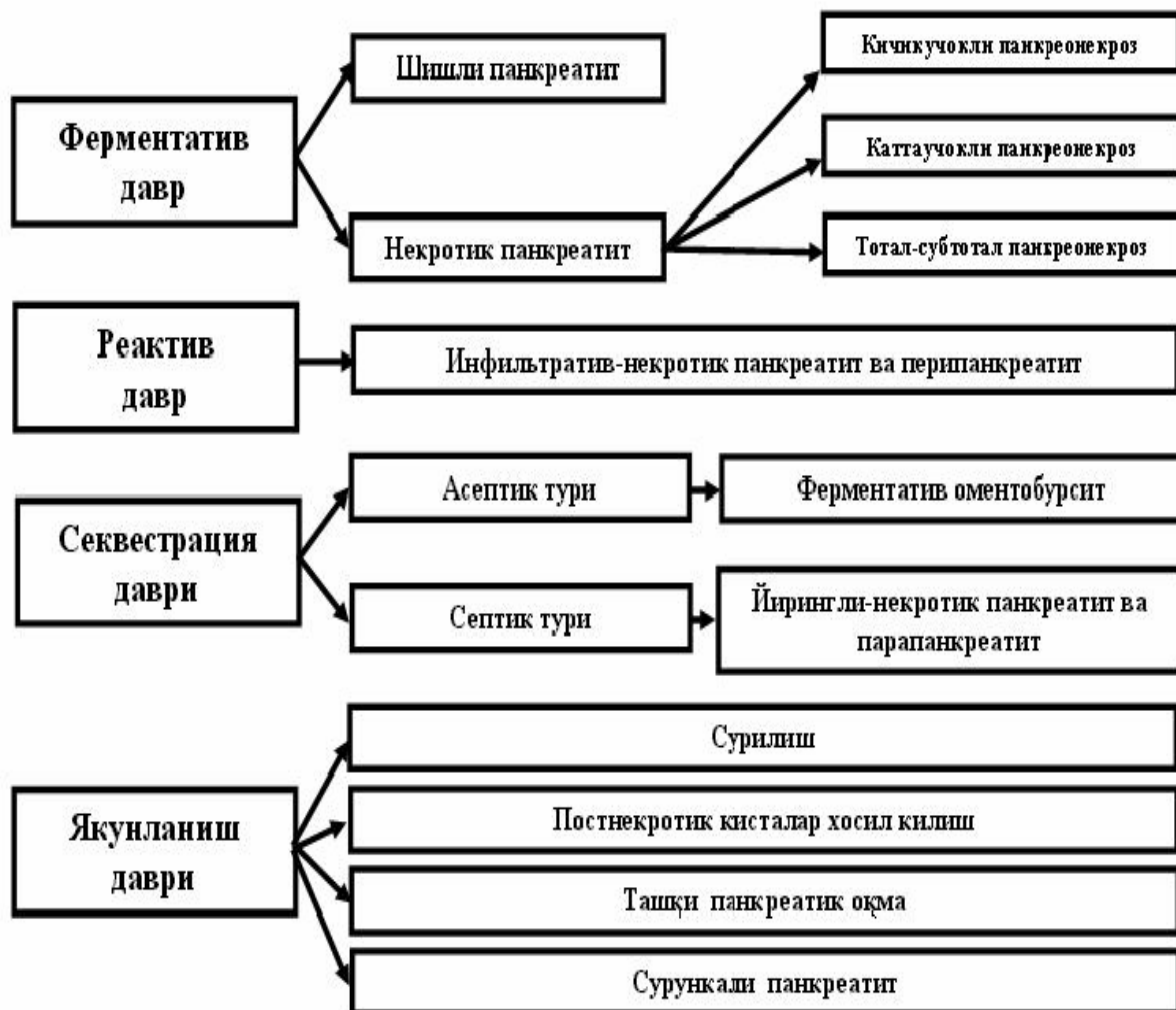 Ферментатив
давр
Шишли панкреатит
Некротик панкреатит
Кичикучокли панкреонекроз
Каттаучокли панкреонекроз
Тотал-субтотал панкреонекроз
Реактив
давр
Инфильтратив-некротик панкреатит ва перипанкреатит
Секвестрация
даври
Асептик тури
Ферментатив оментобурсит
Септик тури
Йирингли-некротик панкреатит ва
парапанкреатит
Якунланиш
даври
Сурилиш
Постнекротик кисталар хосил килиш
Ташқи панкреатик оқма
Сурункали панкреатит